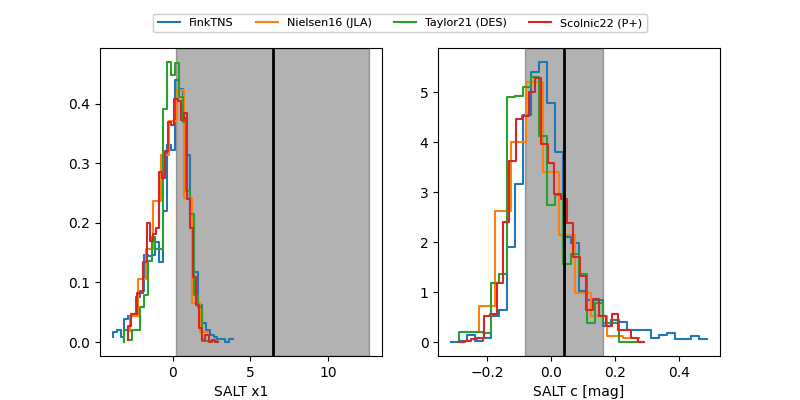 FinkTNS Nielsen16 (JLA) Taylor21 (DES) Scolnic22 (P+)
0.4
0.3
0.2
0.1
0.0
0 5 10
SALT x1
5
4
3
2
1
0
−0.2 0.0 0.2 0.4
SALT c [mag]